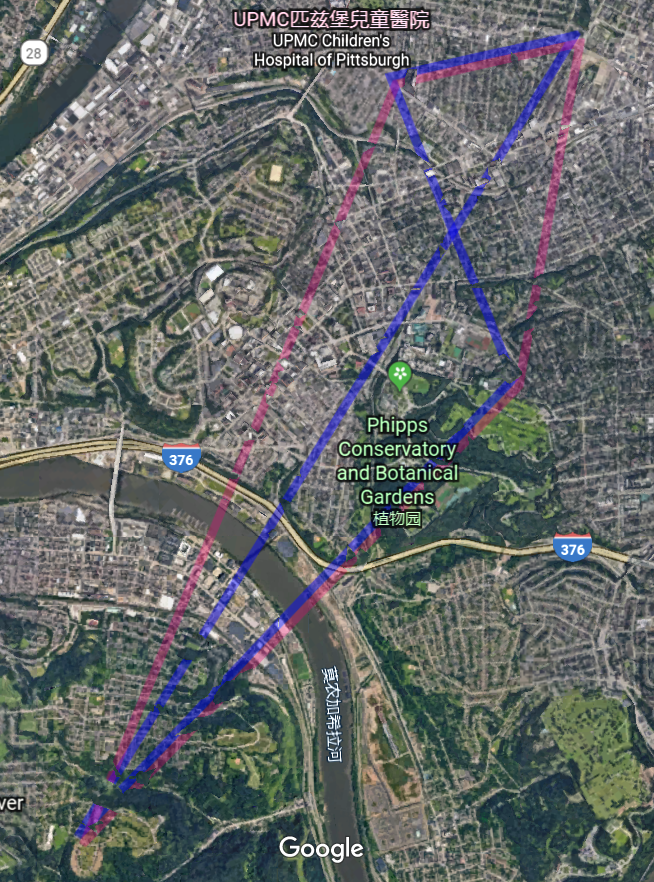 UPMC匹兹堡兒童醫院
UPMC Children's
Hospital of Pittsburgh
28
Phipps
Conservatory
and Botanical
Gardens
植物园
376
376
莫农加希拉河
ver
Google